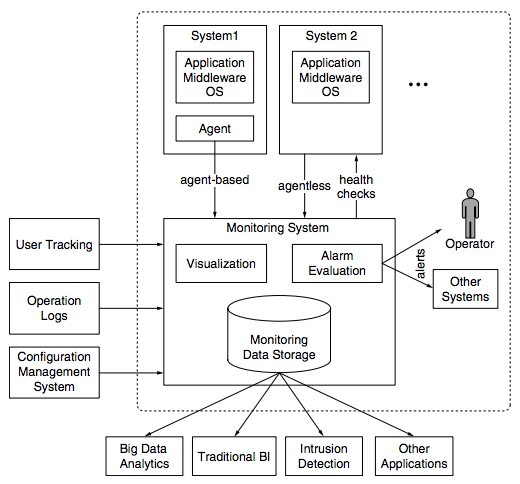 System1
System 2
Application
Middleware
OS
Application
Middleware
OS
...
Agent
agent-based
agentless
health
checks
User Tracking
Monitoring System
Visualization
Alarm
Evaluation
alerts
Operator
Other
Systems
Operation
Logs
Monitoring
Data Storage
Configuration
Management
System
Big Data
Analytics
Traditional BI
Intrusion
Detection
Other
Applications